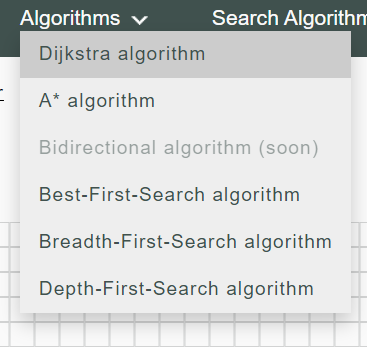 Algorithms Search Algorithm
Dijkstra algorithm
A* algorithm
Bidirectional algorithm (soon)
Best-First-Search algorithm
Breadth-First-Search algorithm
Depth-First-Search algorithm